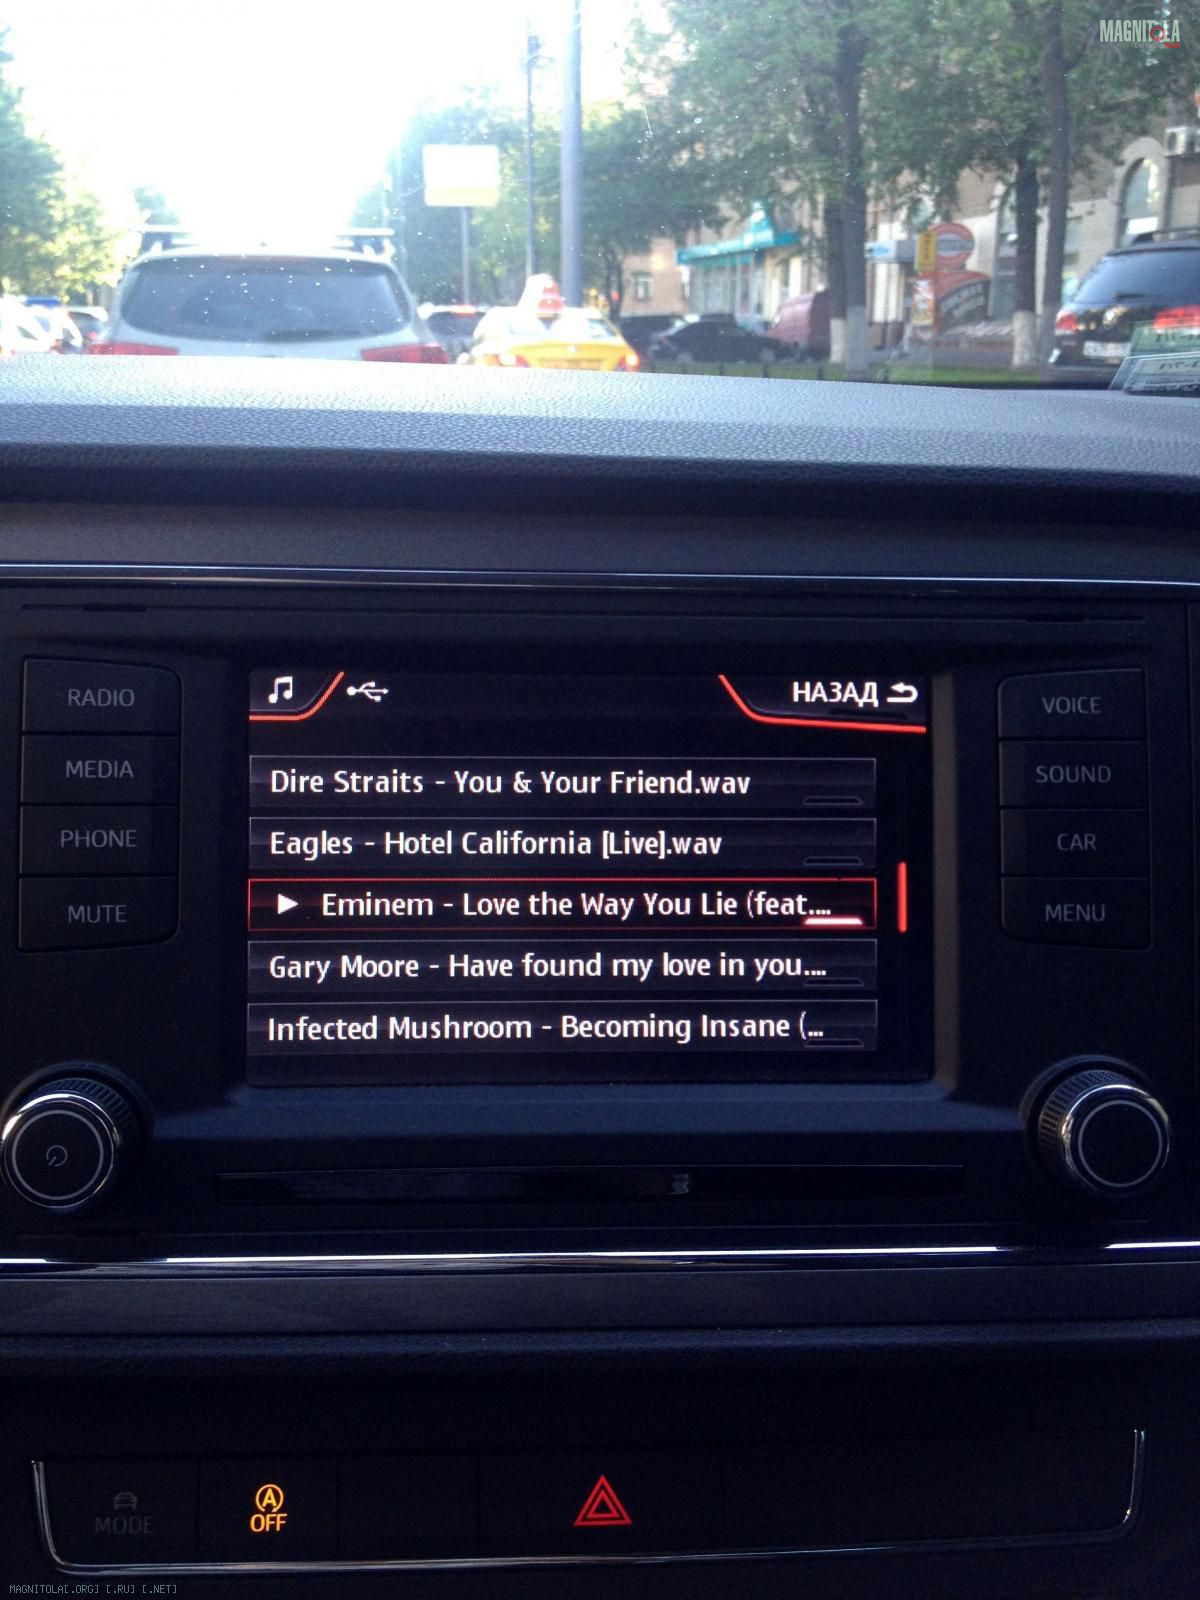 MAGNITOLA
НАЗАД
RADIO
MEDIA
PHONE
MUTE
Dire Straits - You & Your Friend.wav
Eagles - Hotel California [Live].wav
Eminem - Love the Way You Lie (feat....
Gary Moore - Have found my love in you....
Infected Mushroom - Becoming Insane (...
VOICE
SOUND
CAR
MENU
MODE
A
OFF
MAGNITOLA[.ORG] [.RU] [.NET]